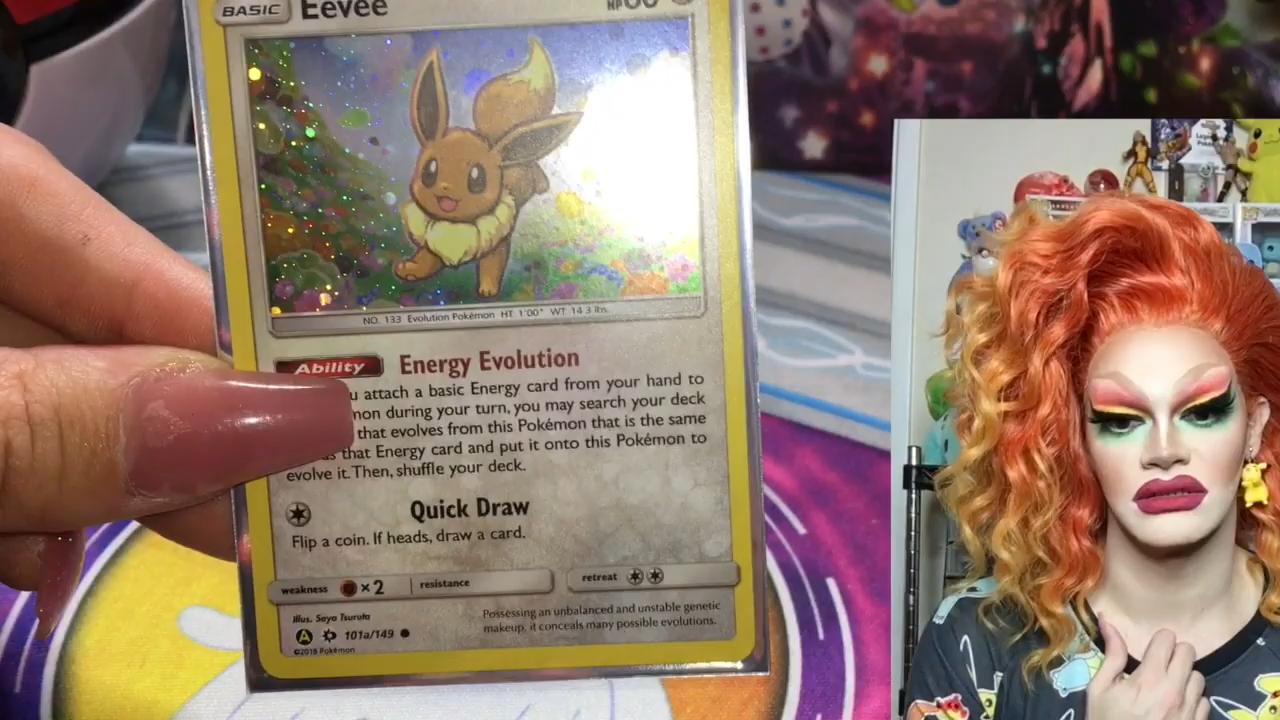 BASIC Eevee HP60
NO. 133 Evolution Pokémon HT 1'00" WT 14.3 lbs.
Ability Energy Evolution
attach a basic Energy card from your hand to
during your turn, you may search your deck
that evolves from this Pokémon that is the same
that Energy card and put it onto this Pokémon to
evolve it. Then, shuffle your deck.
Quick Draw
Flip a coin. If heads, draw a card.
weakness ×2 resistance retreat
Illus. Saya Tsuruta
Possessing an unbalanced and unstable genetic
makeup, it conceals many possible evolutions.
A 101a/149
©2018 Pokémon